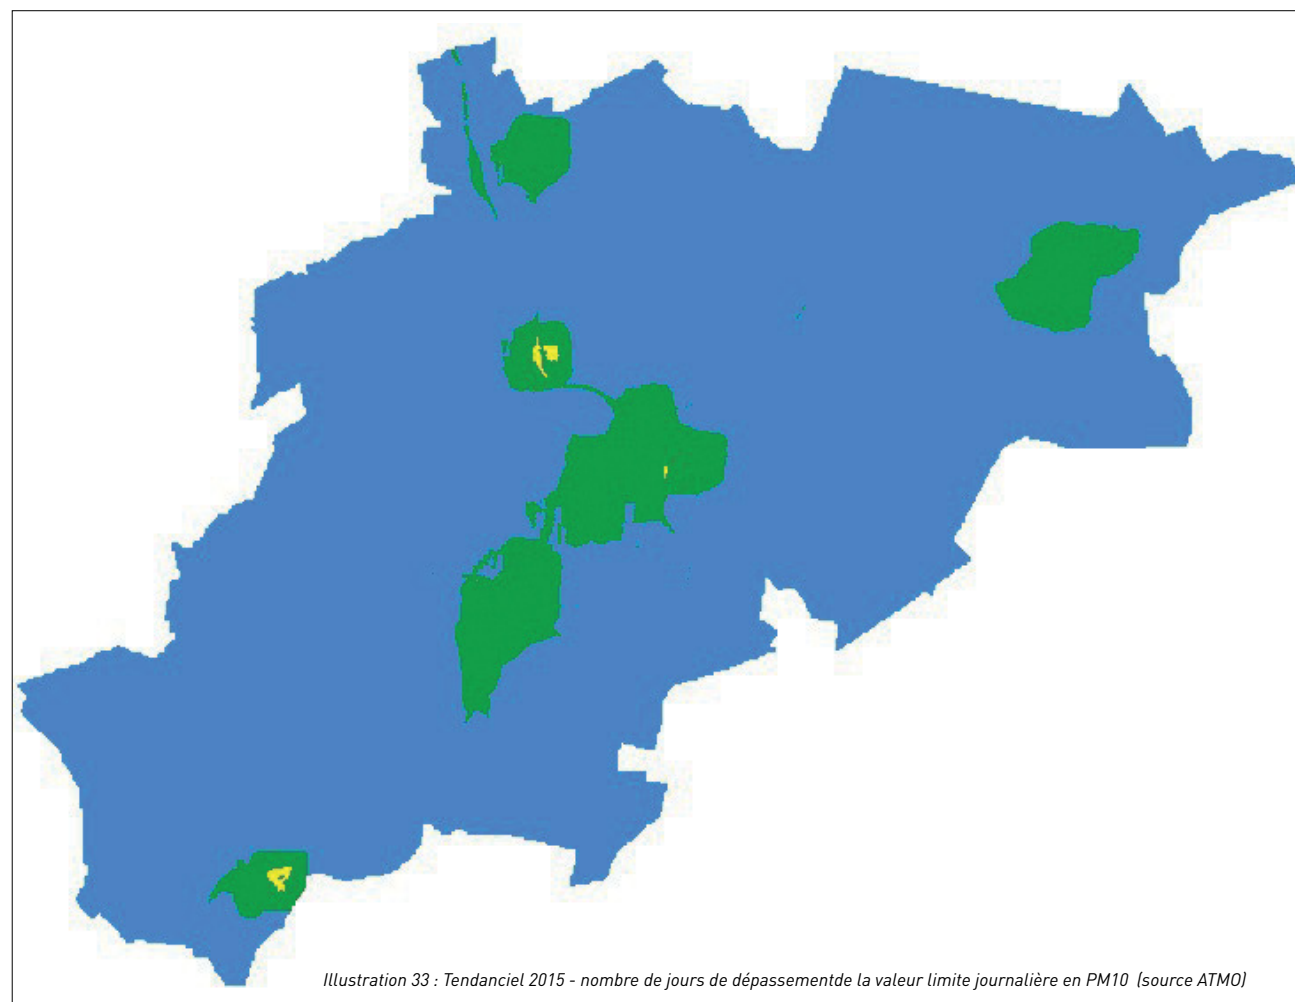 Illustration 33 : Tendanciel 2015 - nombre de jours de dépassementde la valeur limite journalière en PM10 (source ATMO)